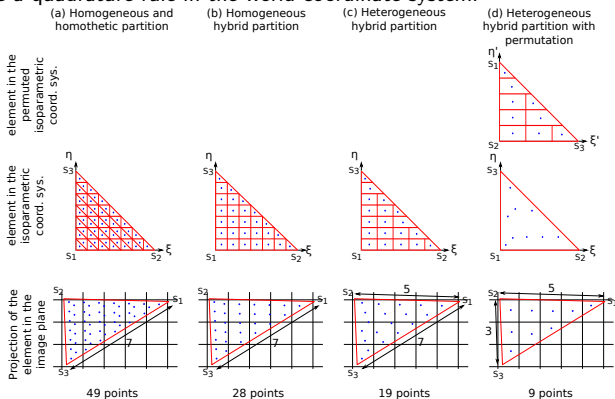 a quadrature rule in the world coordinate system.
(a) Homogeneous and
homothetic partition
(b) Homogeneous
hybrid partition
(c) Heterogeneous
hybrid partition
(d) Heterogeneous
hybrid partition with
permutation
element in the
permuted
isoparametric
coord. sys.
η'
s1
s2
s3
ξ'
element in the
isoparametric
coord. sys.
η
s3
s1
s2
ξ
η
s3
s1
s2
ξ
η
s3
s1
s2
ξ
η
s3
s1
s2
ξ
Projection of the
element in the
image plane
s2
s1
s3
7
s2
s1
s3
7
s2
s1
s3
5
7
s2
s1
s3
5
3
49 points
28 points
19 points
9 points